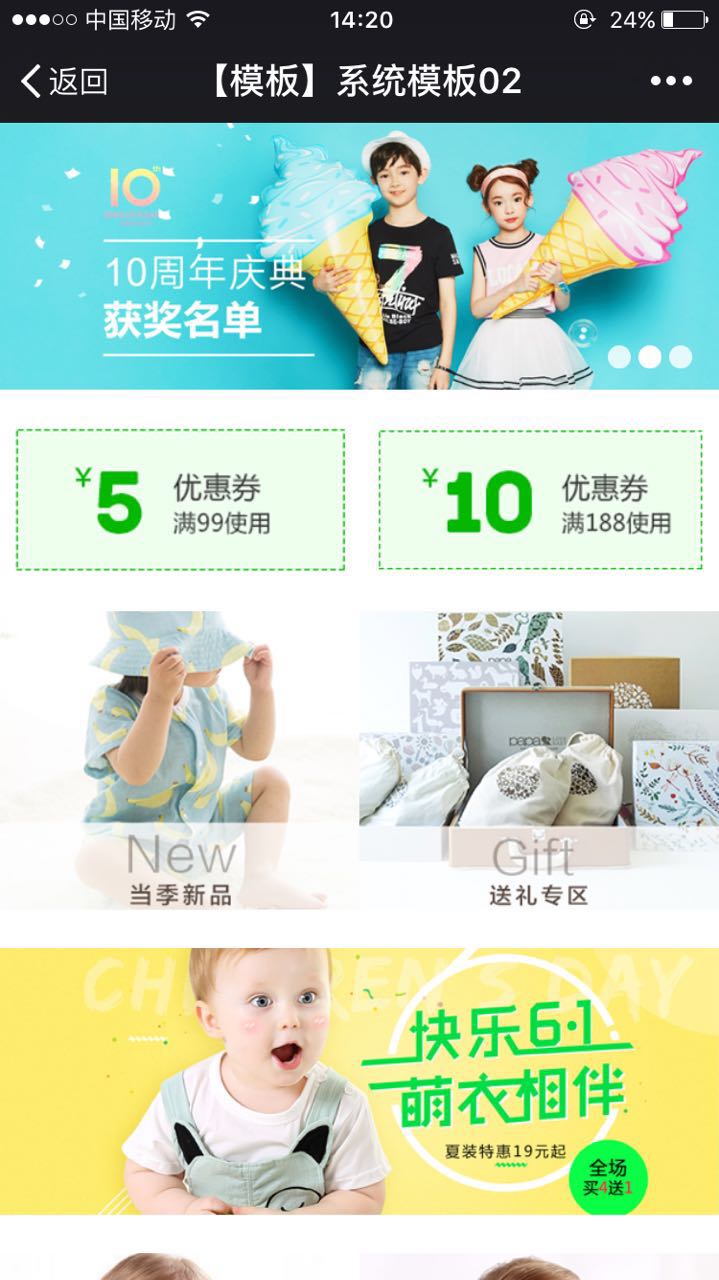 中国移动
14:20
24%
返回
【模板】系统模板02
10th
10周年庆典
获奖名单
7
¥5
优惠券
满99使用
¥10
优惠券
满188使用
papa
New
当季新品
Gift
送礼专区
CHILDREN'S DAY
快乐6·1
萌衣相伴
夏装特惠19元起
全场
买4送1